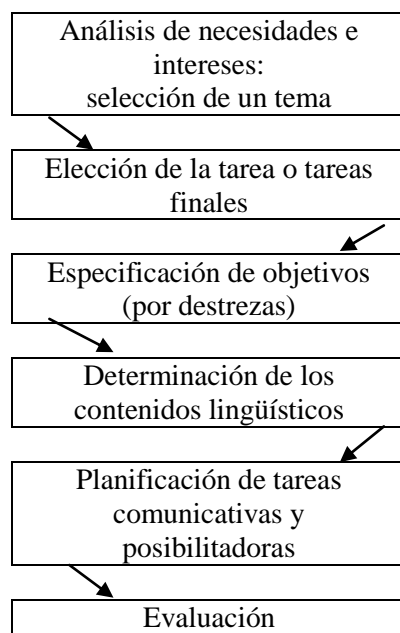 Análisis de necesidades e
intereses:
selección de un tema
Elección de la tarea o tareas
finales
Especificación de objetivos
(por destrezas)
Determinación de los
contenidos lingüísticos
Planificación de tareas
comunicativas y
posibilitadoras
Evaluación